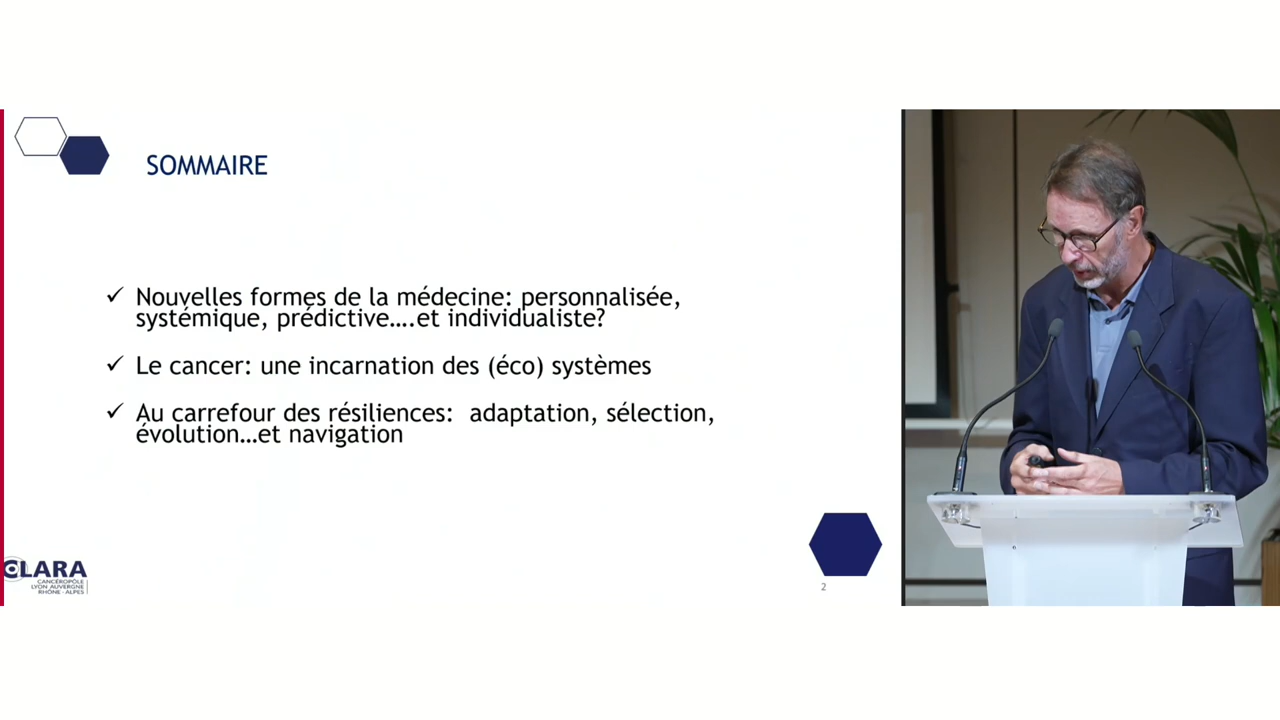 SOMMAIRE
Nouvelles formes de la médecine: personnalisée,
systémique, prédictive….et individualiste?
Le cancer: une incarnation des (éco) systèmes
Au carrefour des résiliences:  adaptation, sélection,
évolution…et navigation
CLARA
CANCÉROPÔLE
LYON AUVERGNE
RHÔNE - ALPES
2